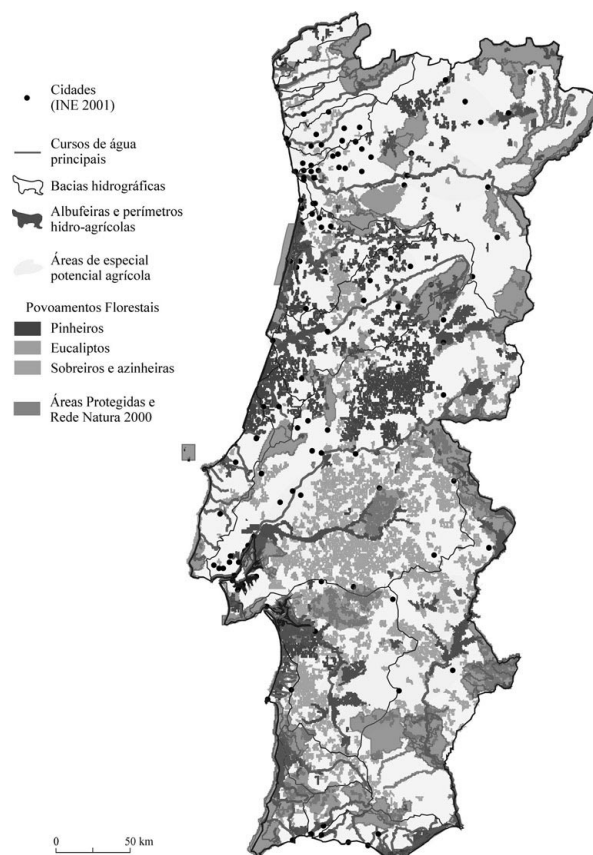 Cidades
(INE 2001)
Cursos de água
principais
Bacias hidrográficas
Albufeiras e perímetros
hidro-agrícolas
Áreas de especial
potencial agrícola
Povoamentos Florestais
Pinheiros
Eucaliptos
Sobreiros e azinheiras
Áreas Protegidas e
Rede Natura 2000
0 50 km